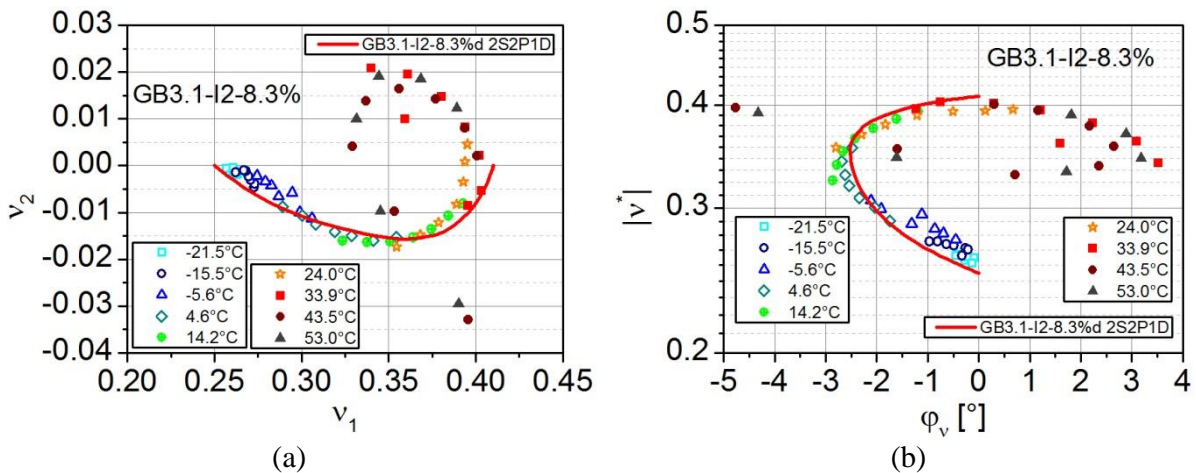 0.03
0.02
0.01
0.00
-0.01
-0.02
-0.03
-0.04
ν2
GB3.1-I2-8.3%d 2S2P1D
GB3.1-I2-8.3%
-21.5°C
-15.5°C
-5.6°C
4.6°C
14.2°C
24.0°C
33.9°C
43.5°C
53.0°C
0.20 0.25 0.30 0.35 0.40 0.45
ν1
(a)
0.5
0.4
0.3
0.2
|ν*|
GB3.1-I2-8.3%
-21.5°C
-15.5°C
-5.6°C
4.6°C
14.2°C
24.0°C
33.9°C
43.5°C
53.0°C
GB3.1-I2-8.3%d 2S2P1D
-5 -4 -3 -2 -1 0 1 2 3 4
φν [°]
(b)